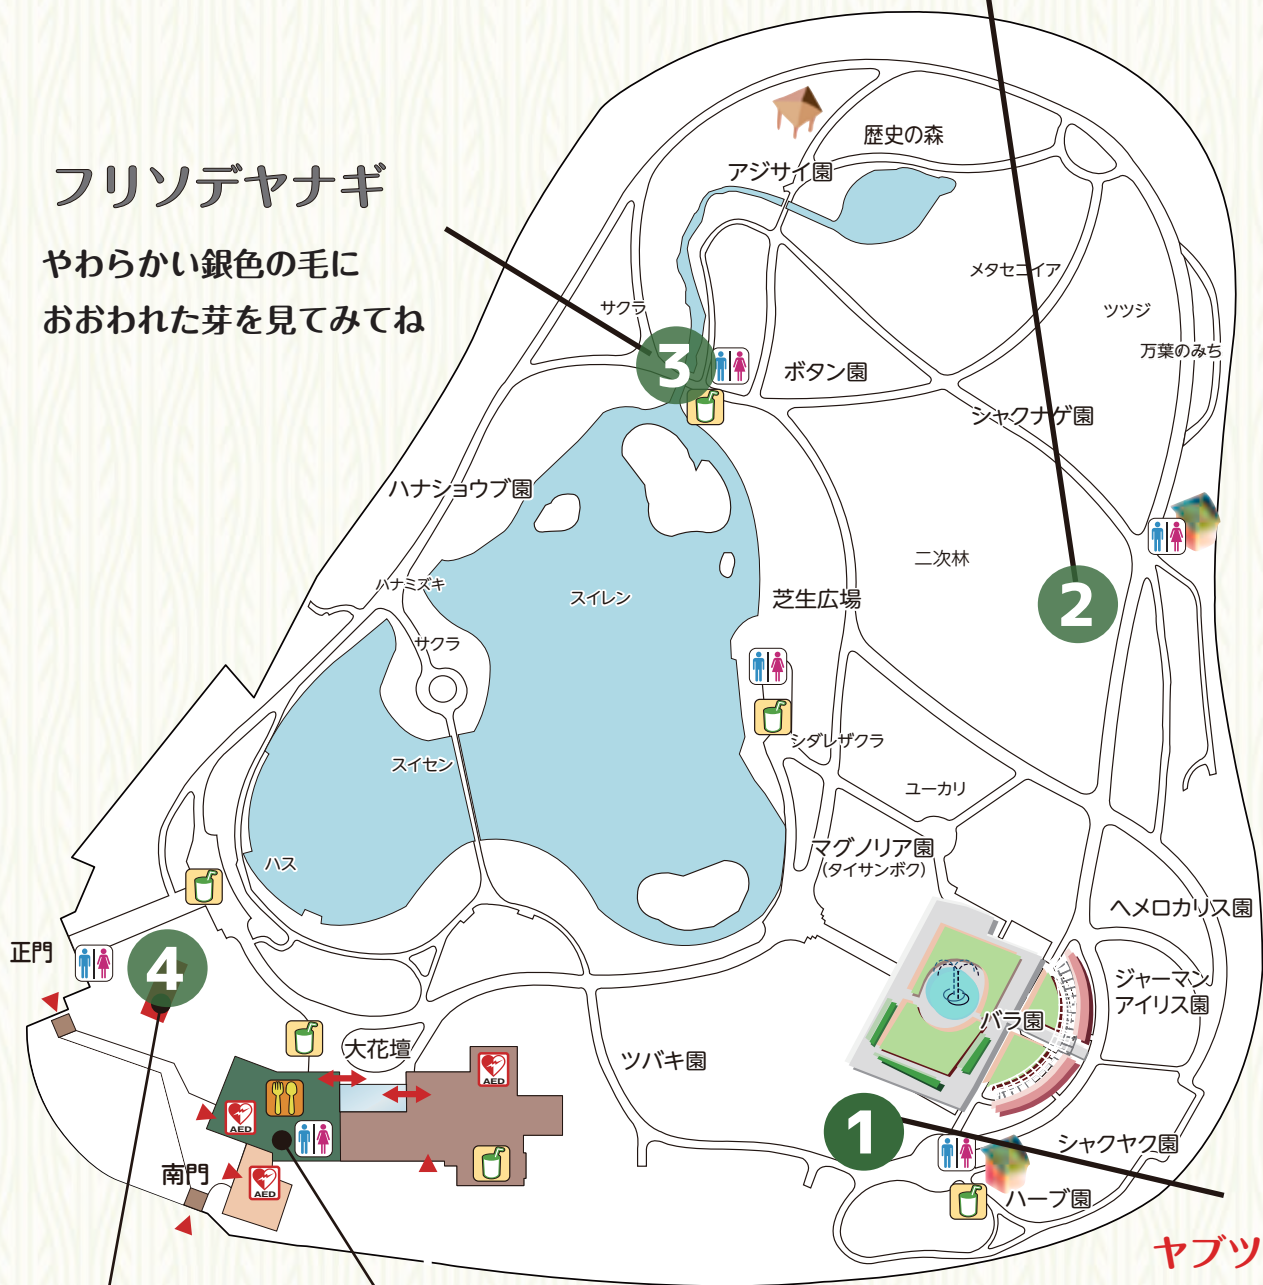 フリソデヤナギ
やわらかい銀色の毛に
おおわれた芽を見てみてね
歴史の森
アジサイ園
メタセコイア
サクラ
ツツジ
万葉のみち
3
ボタン園
シャクナゲ園
ハナショウブ園
二次林
ハナミズキ
スイレン
芝生広場
2
サクラ
シダレザクラ
スイセン
ユーカリ
マグノリア園
(タイサンボク)
ハス
ヘメロカリス園
正門
4
ジャーマン
アイリス園
バラ園
大花壇
ツバキ園
AED
AED
1
シャクヤク園
南門
AED
ハーブ園
ヤブツ